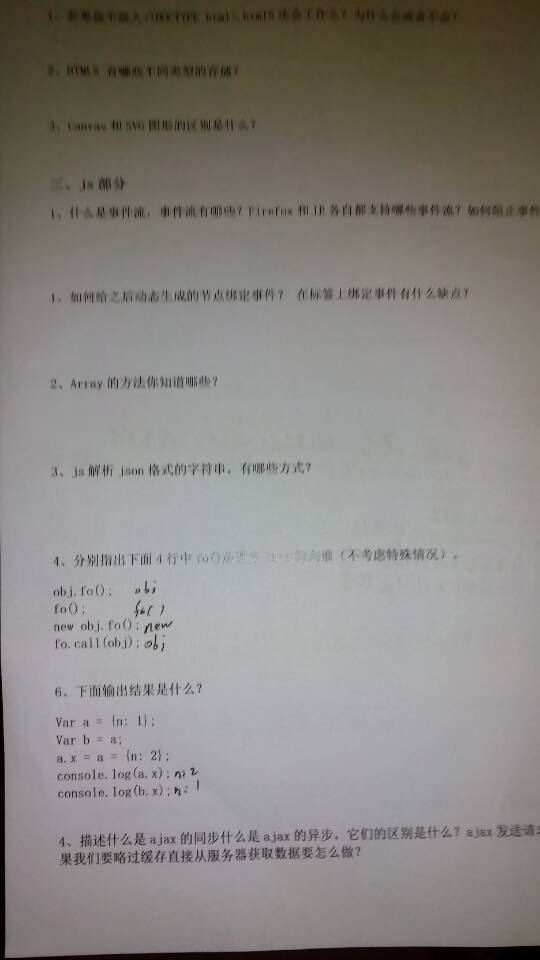 1、如果我不放入<!DOCTYPE html>，html5还会工作么？为什么会或者不会？
2、HTML5 有哪些不同类型的存储？
3、Canvas 和 SVG 图形的区别是什么？
三、js 部分
1、什么是事件流，事件流有哪些？Firefox 和 IE 各自都支持哪些事件流？如何阻止事件
1、如何给之后动态生成的节点绑定事件？ 在标签上绑定事件有什么缺点？
2、Array 的方法你知道哪些？
3、js 解析 json 格式的字符串，有哪些方式？
4、分别指出下面 4 行中 fo() 指向谁（不考虑特殊情况）。
obj.fo(); obj
fo(); fo()
new obj.fo(); new
fo.call(obj); obj
6、下面输出结果是什么？
Var a = {n: 1};
Var b = a;
a.x = a = {n: 2};
console.log(a.x); n:2
console.log(b.x); n: 1
4、描述什么是 ajax 的同步什么是 ajax 的异步，它们的区别是什么？ajax 发送请
果我们要略过缓存直接从服务器获取数据要怎么做？